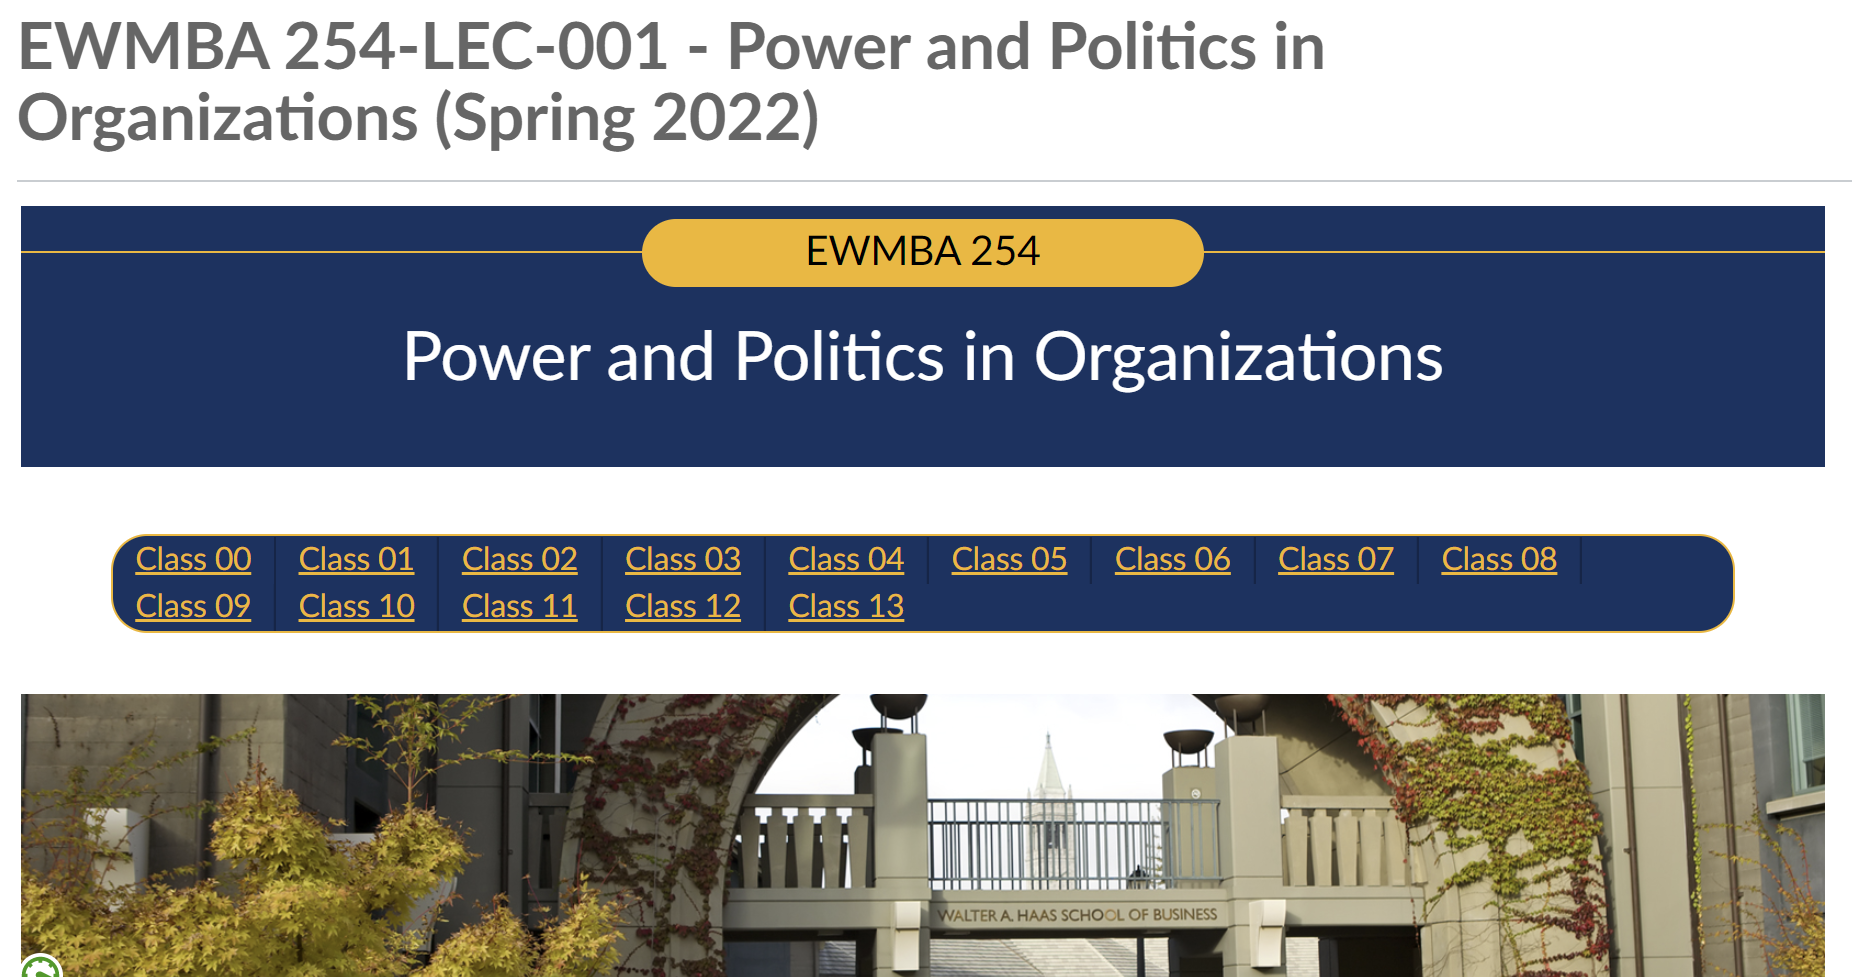 EWMBA 254-LEC-001 - Power and Politics in
Organizations (Spring 2022)
EWMBA 254
Power and Politics in Organizations
Class 00 Class 01 Class 02 Class 03 Class 04 Class 05 Class 06 Class 07 Class 08
Class 09 Class 10 Class 11 Class 12 Class 13
WALTER A. HAAS SCHOOL OF BUSINESS